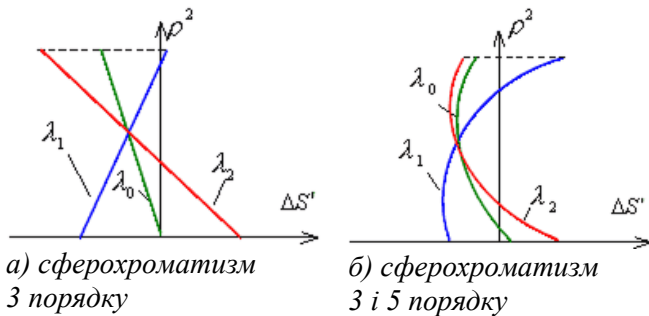 ρ² ρ²
λ₀
λ₁ λ₁
λ₂
λ₀ ΔS' λ₂ ΔS'
а) сферохроматизм б) сферохроматизм
3 порядку 3 і 5 порядку